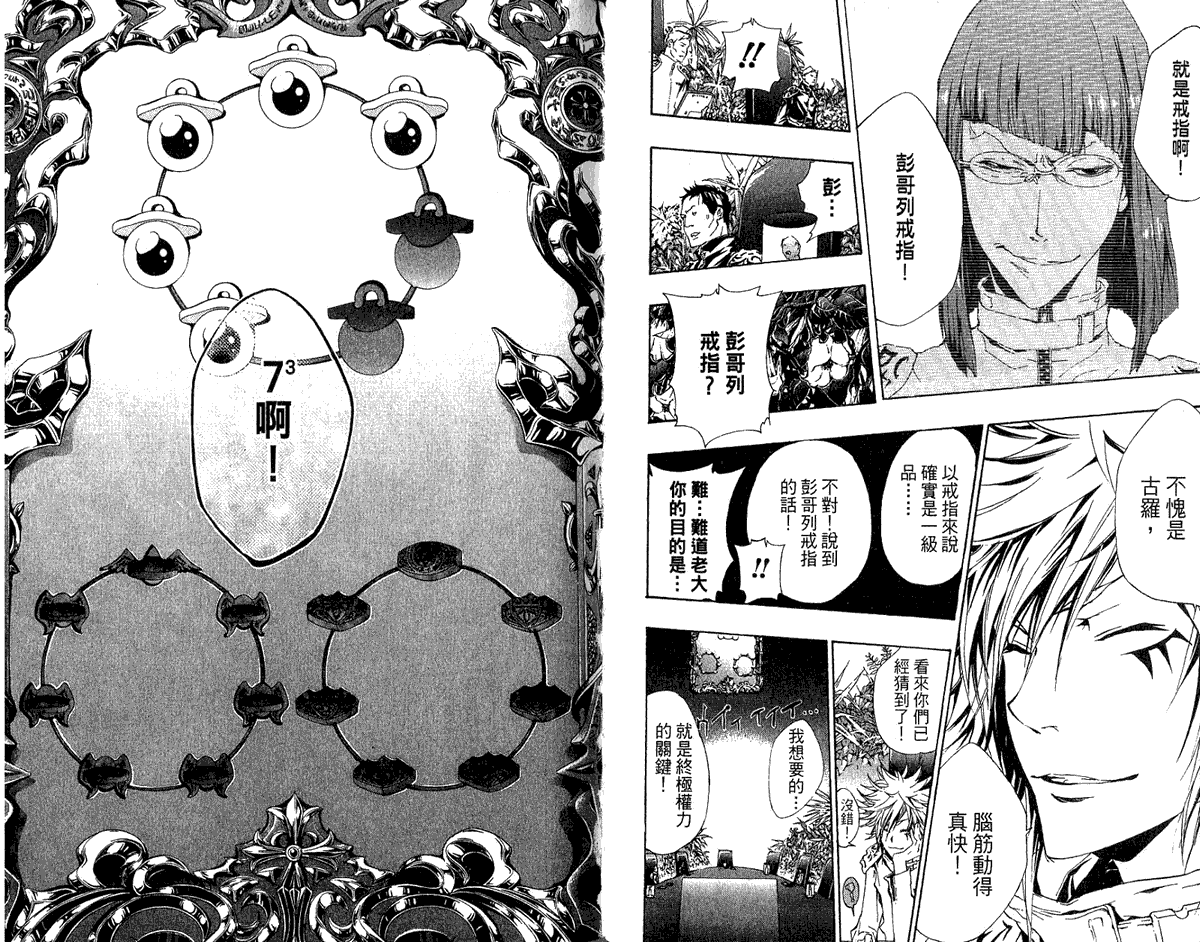 就是戒指啊！
彭哥列戒指！
!!
彭…
彭哥列
戒指？
不愧是
古羅，
腦筋動得
真快！
以戒指來說
確實是一級
品……
不對！說到
彭哥列戒指
的話！
!!
難…難道老大
你的目的是…
看來你們已
經猜到了！
沒錯！
我想要的…
就是終極權力
的關鍵！
7³
啊！